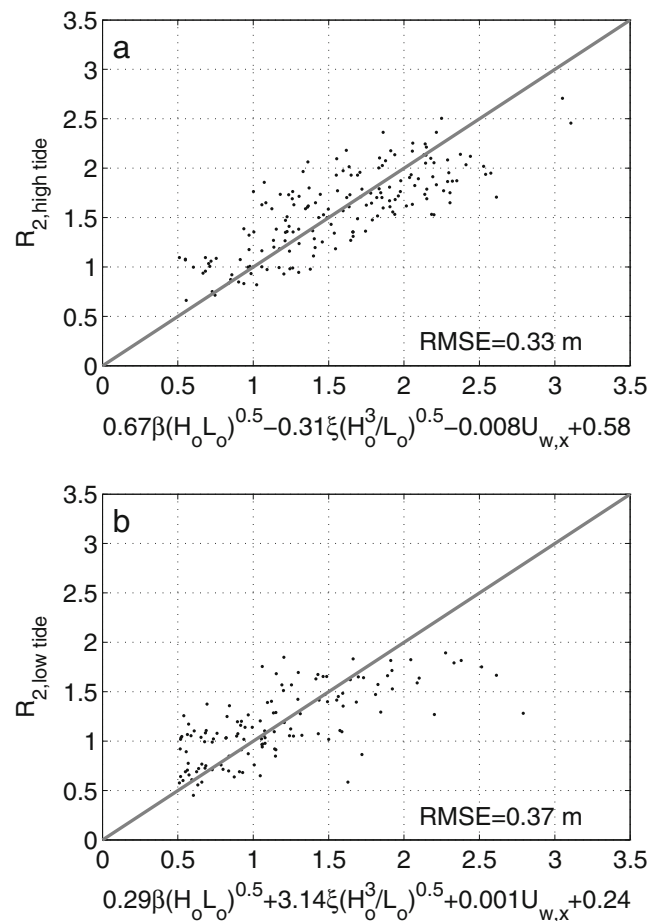 3.5
a
3
2.5
2
1.5
1
0.5
0
R2,high tide
RMSE=0.33 m
0 0.5 1 1.5 2 2.5 3 3.5
0.67β(HoLo)^0.5−0.31ξ(Ho^3/Lo)^0.5−0.008Uw,x+0.58
3.5
b
3
2.5
2
1.5
1
0.5
0
R2,low tide
RMSE=0.37 m
0 0.5 1 1.5 2 2.5 3 3.5
0.29β(HoLo)^0.5+3.14ξ(Ho^3/Lo)^0.5+0.001Uw,x+0.24